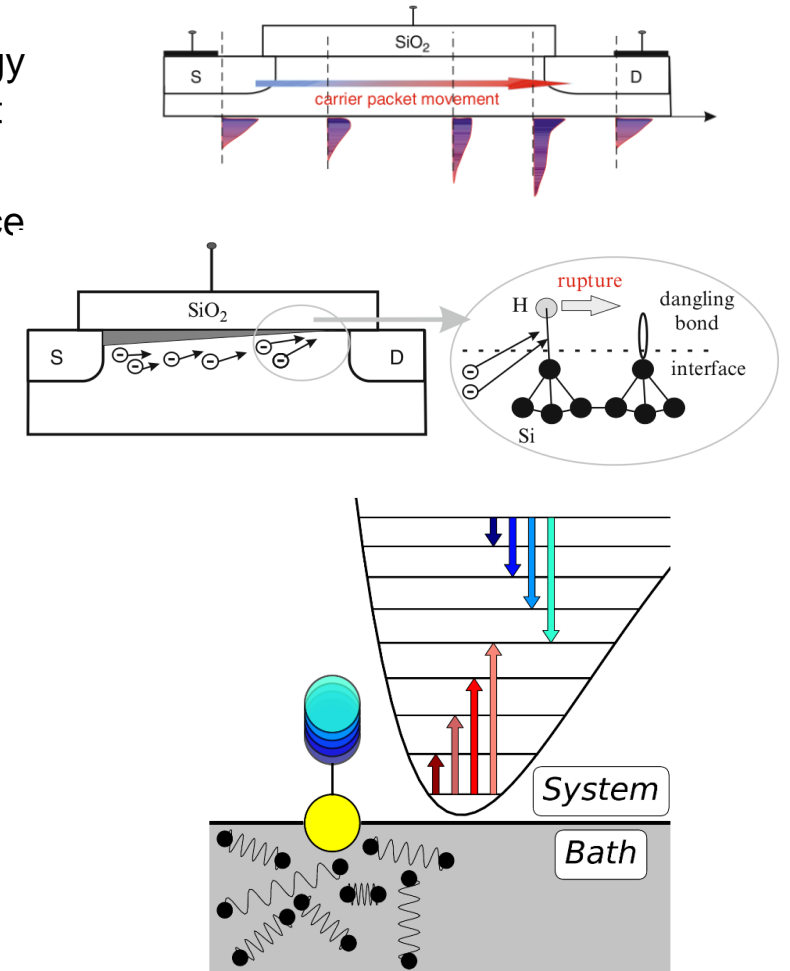 SiO₂
S
D
carrier packet movement
SiO₂
S
D
rupture
H
dangling
bond
interface
Si
System
Bath